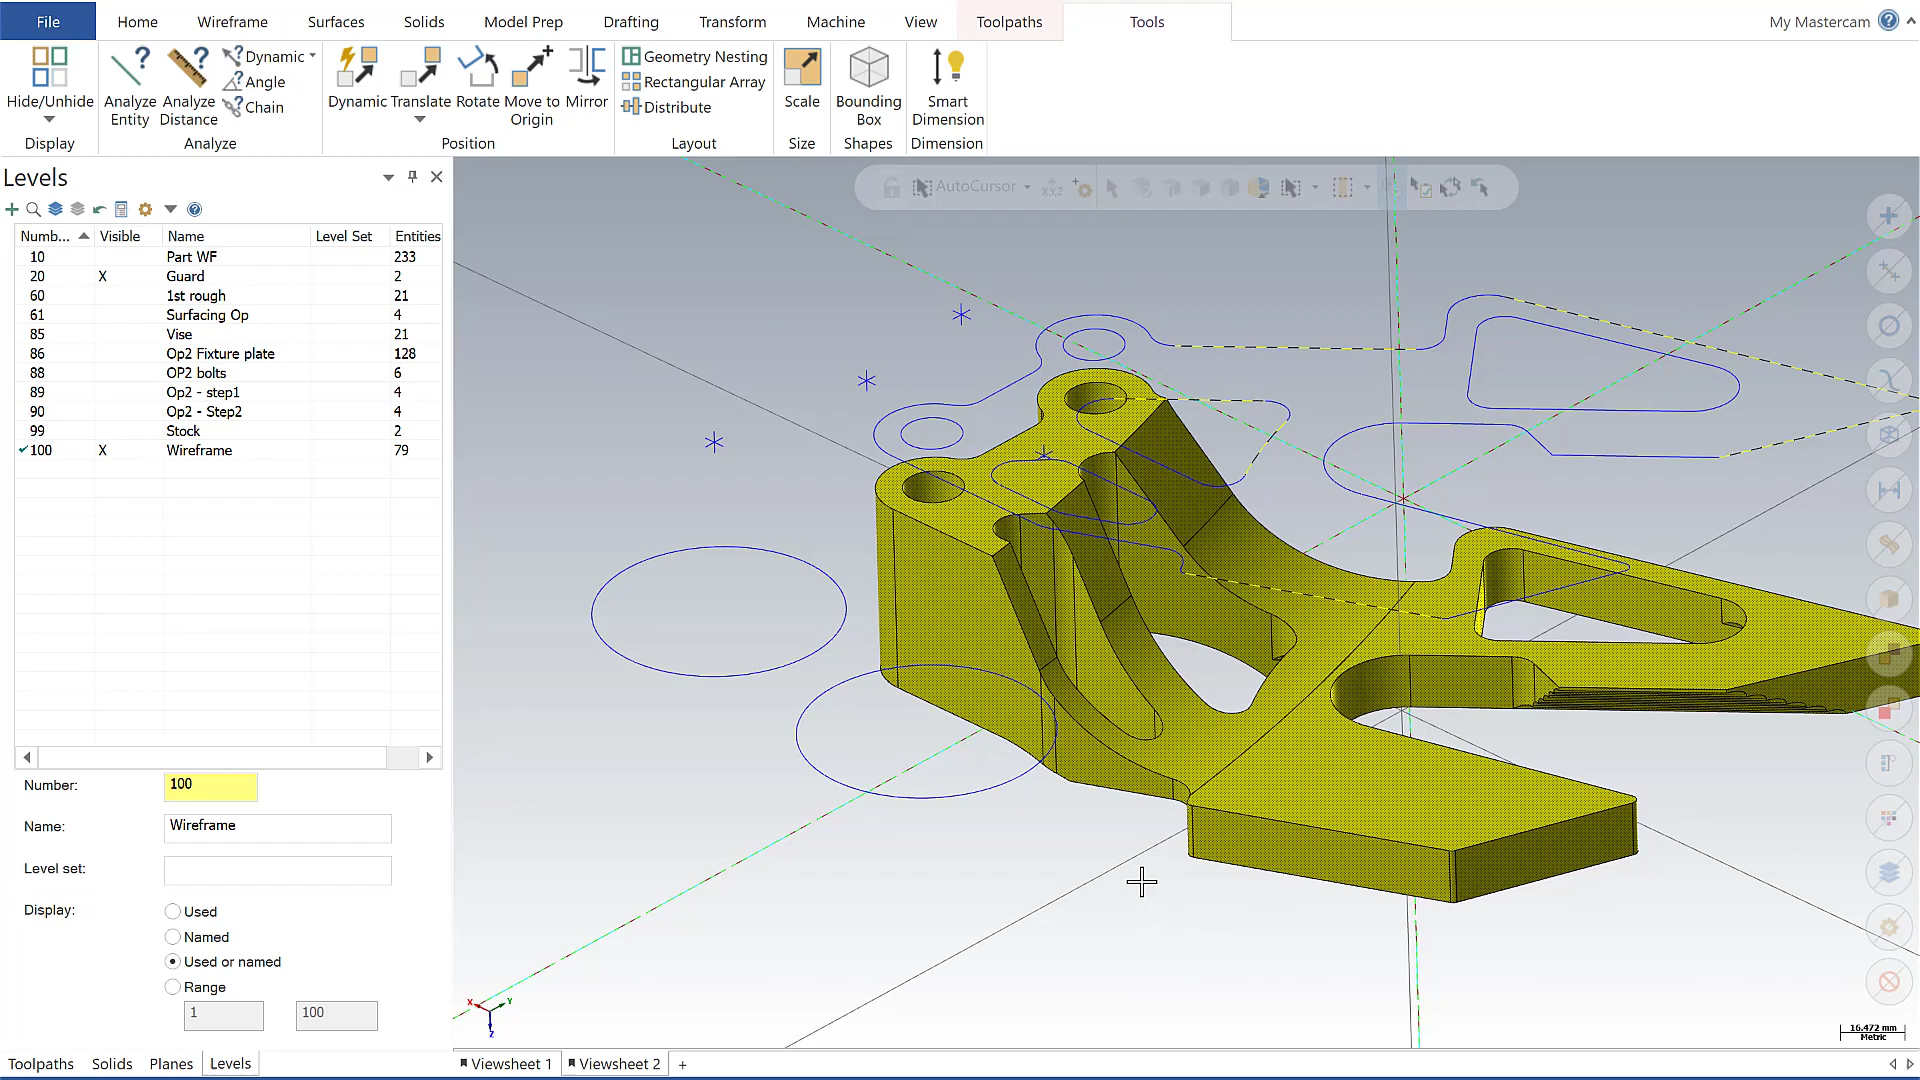 File
Home
Wireframe
Surfaces
Solids
Model Prep
Drafting
Transform
Machine
View
Toolpaths
Tools
My Mastercam
Hide/Unhide
Display
Analyze Entity
Analyze Distance
Dynamic
Angle
Chain
Analyze
Dynamic
Translate
Rotate
Move to Origin
Mirror
Position
Geometry Nesting
Rectangular Array
Distribute
Layout
Scale
Size
Bounding Box
Shapes
Smart Dimension
Dimension
Levels
AutoCursor
Numb... Visible Name Level Set Entities
10 Part WF 233
20 X Guard 2
60 1st rough 21
61 Surfacing Op 4
85 Vise 21
86 Op2 Fixture plate 128
88 OP2 bolts 6
89 Op2 - step1 4
90 Op2 - Step2 4
99 Stock 2
100 X Wireframe 79
Number: 100
Name: Wireframe
Level set:
Display:
Used
Named
Used or named
Range
1 100
X Y Z
16.472 mm
Metric
Toolpaths Solids Planes Levels
Viewsheet 1 Viewsheet 2 +